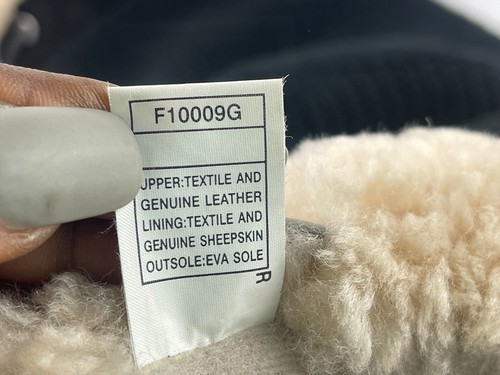 F10009G
UPPER:TEXTILE AND
GENUINE LEATHER
LINING:TEXTILE AND
GENUINE SHEEPSKIN
OUTSOLE:EVA SOLE
R